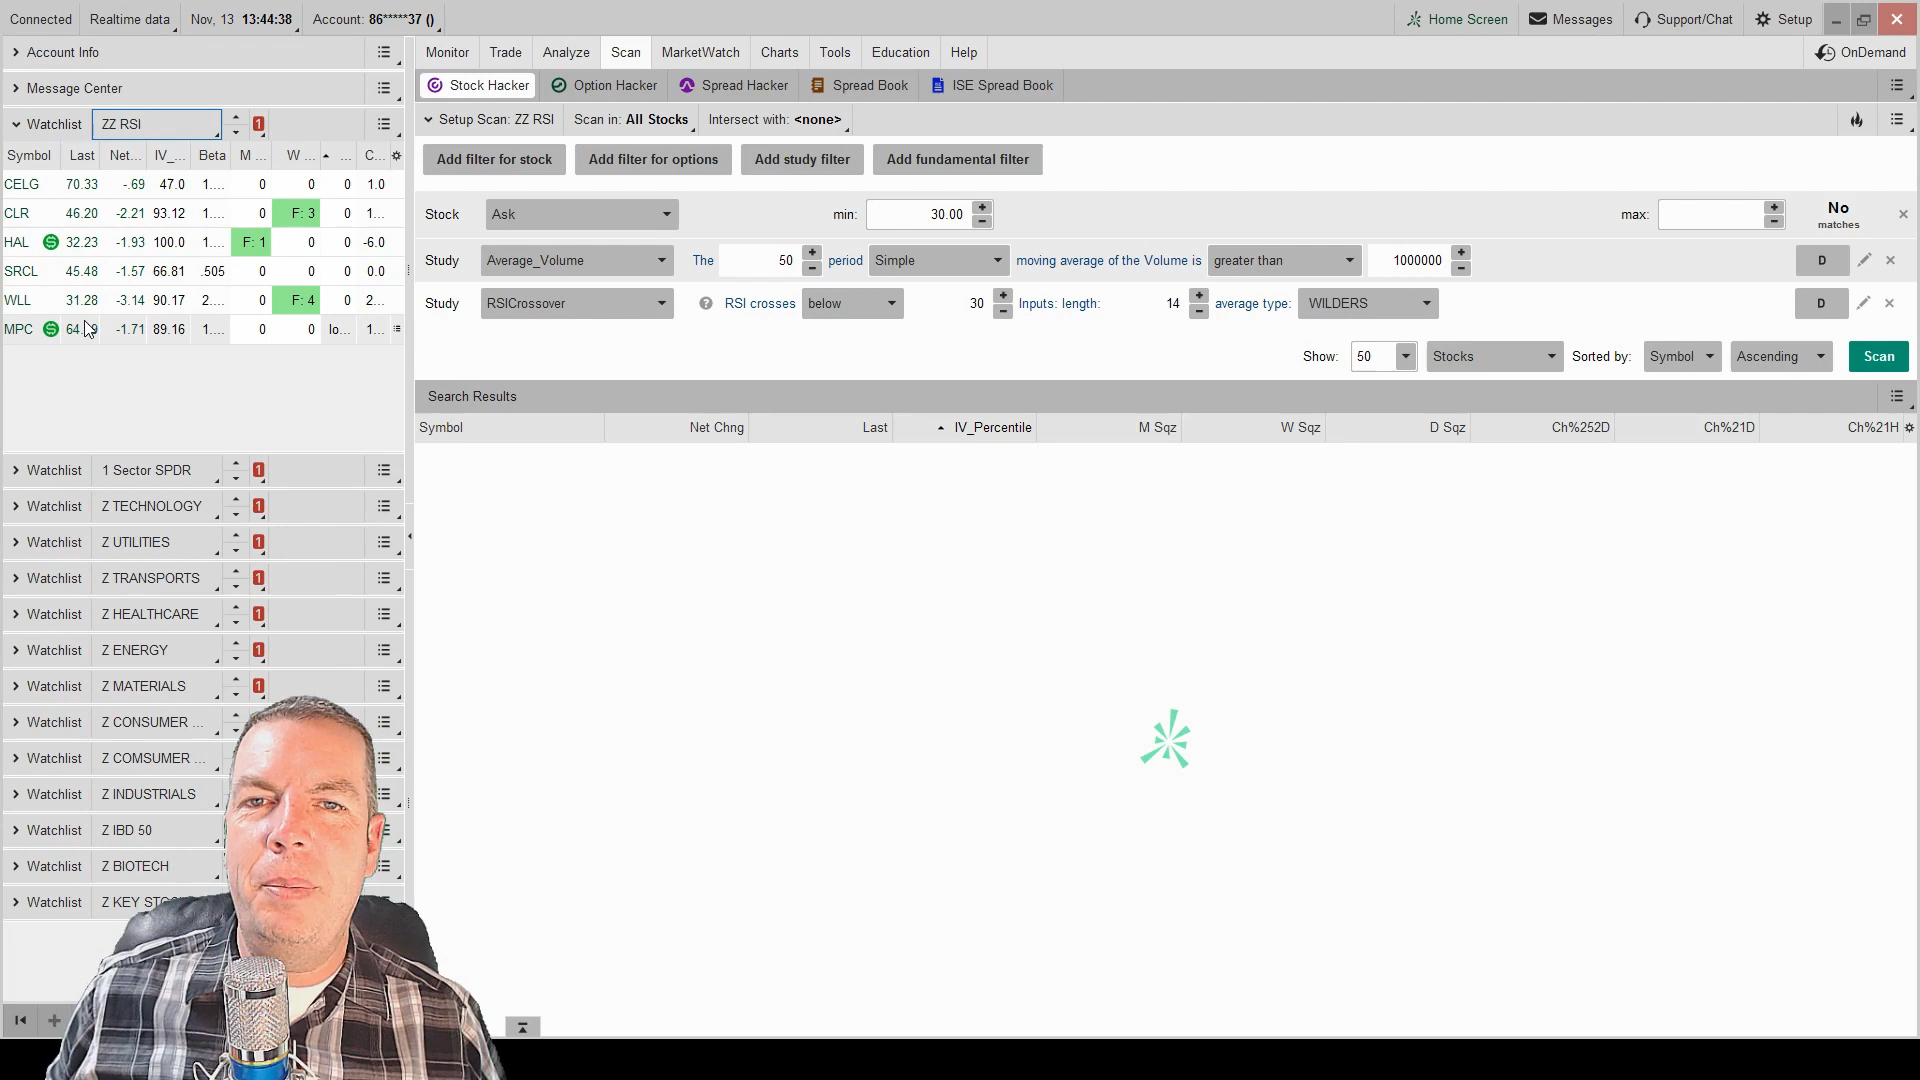 Connected Realtime data Nov, 13 13:44:38 Account: 86*****37 () Home Screen Messages Support/Chat Setup
Account Info
Monitor Trade Analyze Scan MarketWatch Charts Tools Education Help OnDemand
Message Center
Stock Hacker Option Hacker Spread Hacker Spread Book ISE Spread Book
Watchlist ZZ RSI 1
Setup Scan: ZZ RSI Scan in: All Stocks Intersect with: <none>
Symbol Last Net... IV_... Beta M ... W ... ... C...
Add filter for stock Add filter for options Add study filter Add fundamental filter
CELG 70.33 -.69 47.0 1.... 0 0 0 1.0
CLR 46.20 -2.21 93.12 1.... 0 F: 3 0 1...
HAL 32.23 -1.93 100.0 1.... F: 1 0 0 -6.0
SRCL 45.48 -1.57 66.81 .505 0 0 0 0.0
WLL 31.28 -3.14 90.17 2.... 0 F: 4 0 2...
MPC -1.71 89.16 1.... 0 0 lo... 1...
Stock Ask min: 30.00 max: No matches
Study Average_Volume The 50 period Simple moving average of the Volume is greater than 1000000 D
Study RSICrossover ? RSI crosses below 30 Inputs: length: 14 average type: WILDERS D
Show: 50 Stocks Sorted by: Symbol Ascending Scan
Search Results
Symbol Net Chng Last IV_Percentile M Sqz W Sqz D Sqz Ch%252D Ch%21D Ch%21H
Watchlist 1 Sector SPDR 1
Watchlist Z TECHNOLOGY 1
Watchlist Z UTILITIES 1
Watchlist Z TRANSPORTS 1
Watchlist Z HEALTHCARE 1
Watchlist Z ENERGY 1
Watchlist Z MATERIALS 1
Watchlist Z CONSUMER ...
Watchlist Z COMSUMER ...
Watchlist Z INDUSTRIALS
Watchlist Z IBD 50
Watchlist Z BIOTECH
Watchlist Z KEY